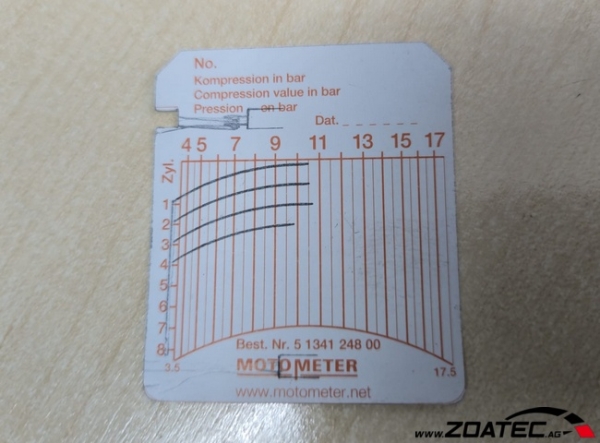 No.
Kompression in bar
Compression value in bar
Pression en bar
Dat. _ _ _ _ _ _
4 5 7 9 11 13 15 17
Zyl.
1
2
3
4
5
6
7
8
3.5 17.5
Best. Nr. 5 1341 248 00
MOTOMETER
www.motometer.net
www.ZOATEC.AG